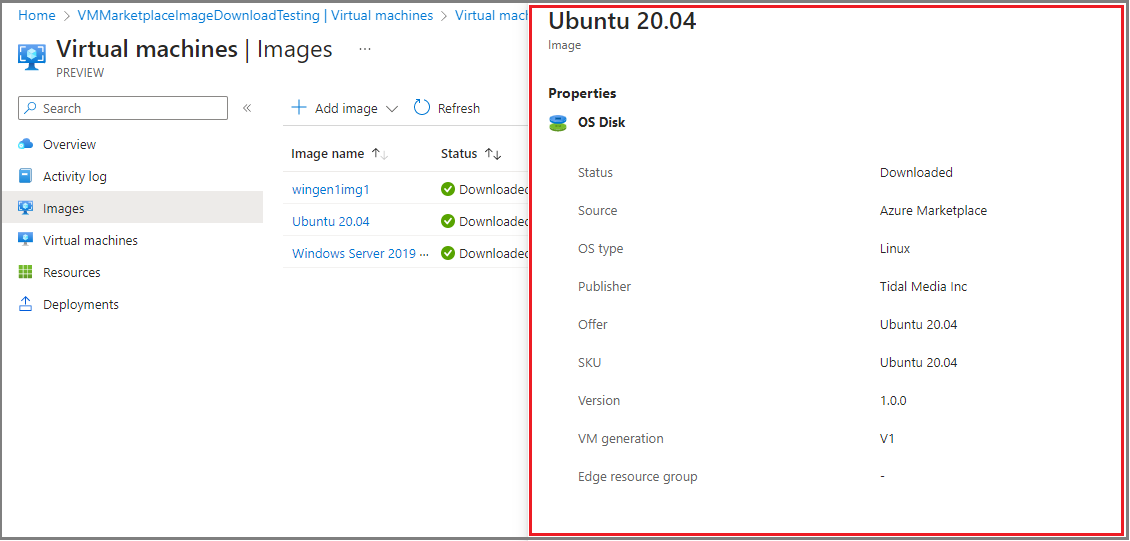 Home > VMMarketplaceImageDownloadTesting | Virtual machines > Virtual mach
Virtual machines | Images ...
PREVIEW
Search «
Add image Refresh
Overview
Activity log
Images
Virtual machines
Resources
Deployments
Image name ↑↓ Status ↑↓
wingen1img1 Downloaded
Ubuntu 20.04 Downloaded
Windows Server 2019 ... Downloaded
Ubuntu 20.04
Image
Properties
OS Disk
Status Downloaded
Source Azure Marketplace
OS type Linux
Publisher Tidal Media Inc
Offer Ubuntu 20.04
SKU Ubuntu 20.04
Version 1.0.0
VM generation V1
Edge resource group -